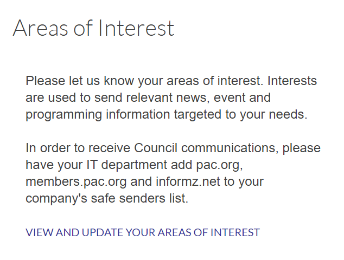 Areas of Interest
Please let us know your areas of interest. Interests
are used to send relevant news, event and
programming information targeted to your needs.
In order to receive Council communications, please
have your IT department add pac.org,
members.pac.org and informz.net to your
company's safe senders list.
VIEW AND UPDATE YOUR AREAS OF INTEREST